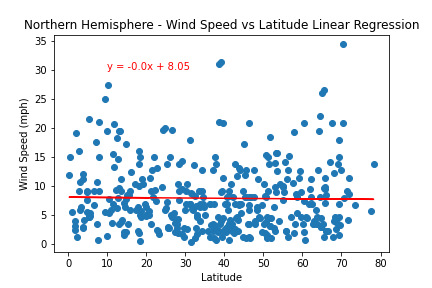 Northern Hemisphere - Wind Speed vs Latitude Linear Regression
35
30
25
20
15
10
5
0
y = -0.0x + 8.05
Wind Speed (mph)
0 10 20 30 40 50 60 70 80
Latitude